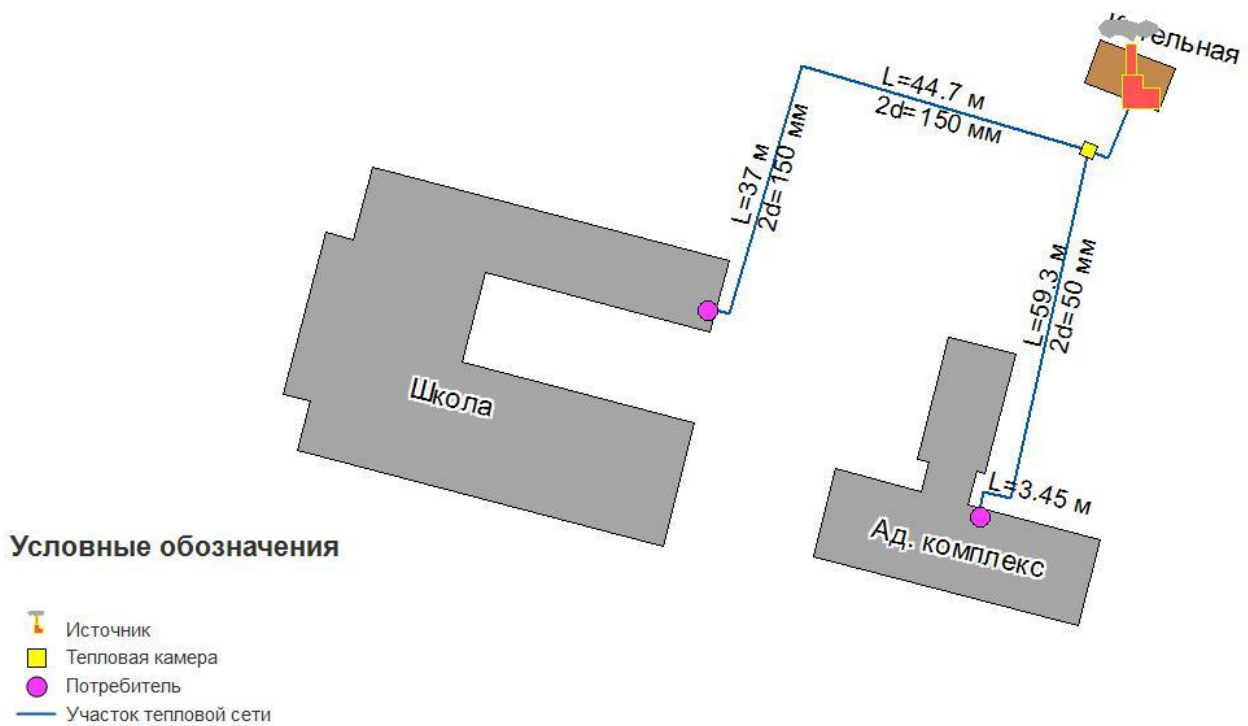 L=44.7 м
2d=150 мм
L=37 м
2d=150 мм
L=59.3 м
2d=50 мм
Школа
L=3.45 м
Ад. комплекс
Условные обозначения
Источник
Тепловая камера
Потребитель
Участок тепловой сети